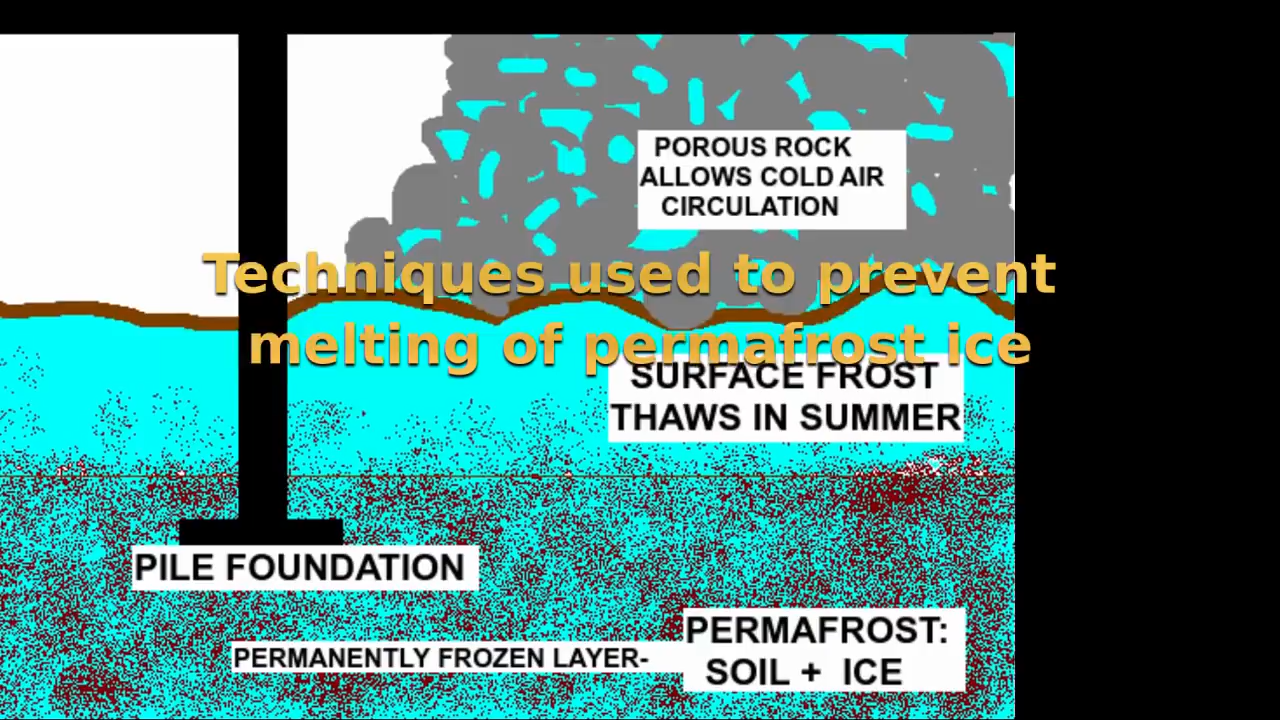 POROUS ROCK
ALLOWS COLD AIR
CIRCULATION
Techniques used to prevent
melting of permafrost ice
SURFACE FROST
THAWS IN SUMMER
PILE FOUNDATION
PERMAFROST:
SOIL + ICE
PERMANENTLY FROZEN LAYER-